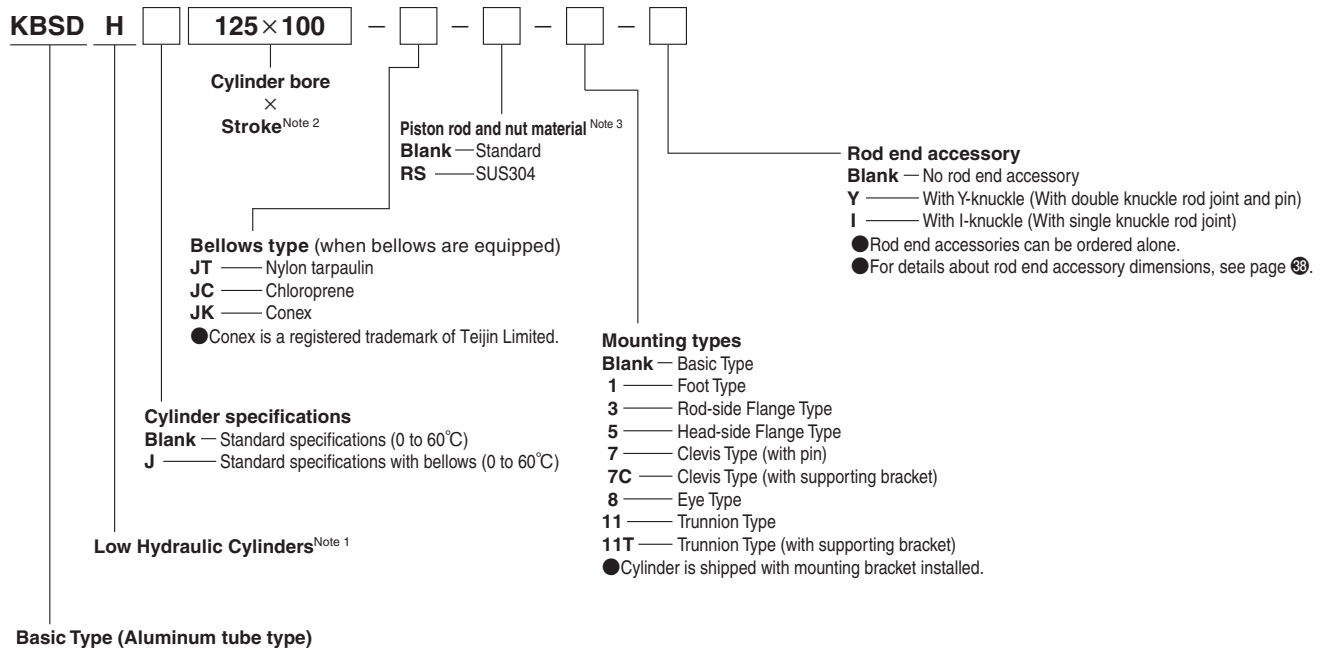 KBSD H 125×100 – – – –
Cylinder bore
×
Stroke Note 2
Piston rod and nut material Note 3
Blank — Standard
RS — SUS304
Rod end accessory
Blank — No rod end accessory
Y — With Y-knuckle (With double knuckle rod joint and pin)
I — With I-knuckle (With single knuckle rod joint)
●Rod end accessories can be ordered alone.
●For details about rod end accessory dimensions, see page 38.
Bellows type (when bellows are equipped)
JT — Nylon tarpaulin
JC — Chloroprene
JK — Conex
●Conex is a registered trademark of Teijin Limited.
Mounting types
Blank — Basic Type
1 — Foot Type
3 — Rod-side Flange Type
5 — Head-side Flange Type
7 — Clevis Type (with pin)
7C — Clevis Type (with supporting bracket)
8 — Eye Type
11 — Trunnion Type
11T — Trunnion Type (with supporting bracket)
●Cylinder is shipped with mounting bracket installed.
Cylinder specifications
Blank — Standard specifications (0 to 60℃)
J — Standard specifications with bellows (0 to 60℃)
Low Hydraulic Cylinders Note 1
Basic Type (Aluminum tube type)